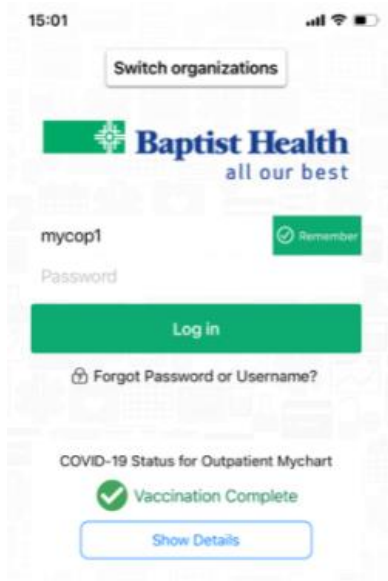 15:01
Switch organizations
Baptist Health
all our best
mycop1
Remember
Password
Log in
Forgot Password or Username?
COVID-19 Status for Outpatient Mychart
Vaccination Complete
Show Details